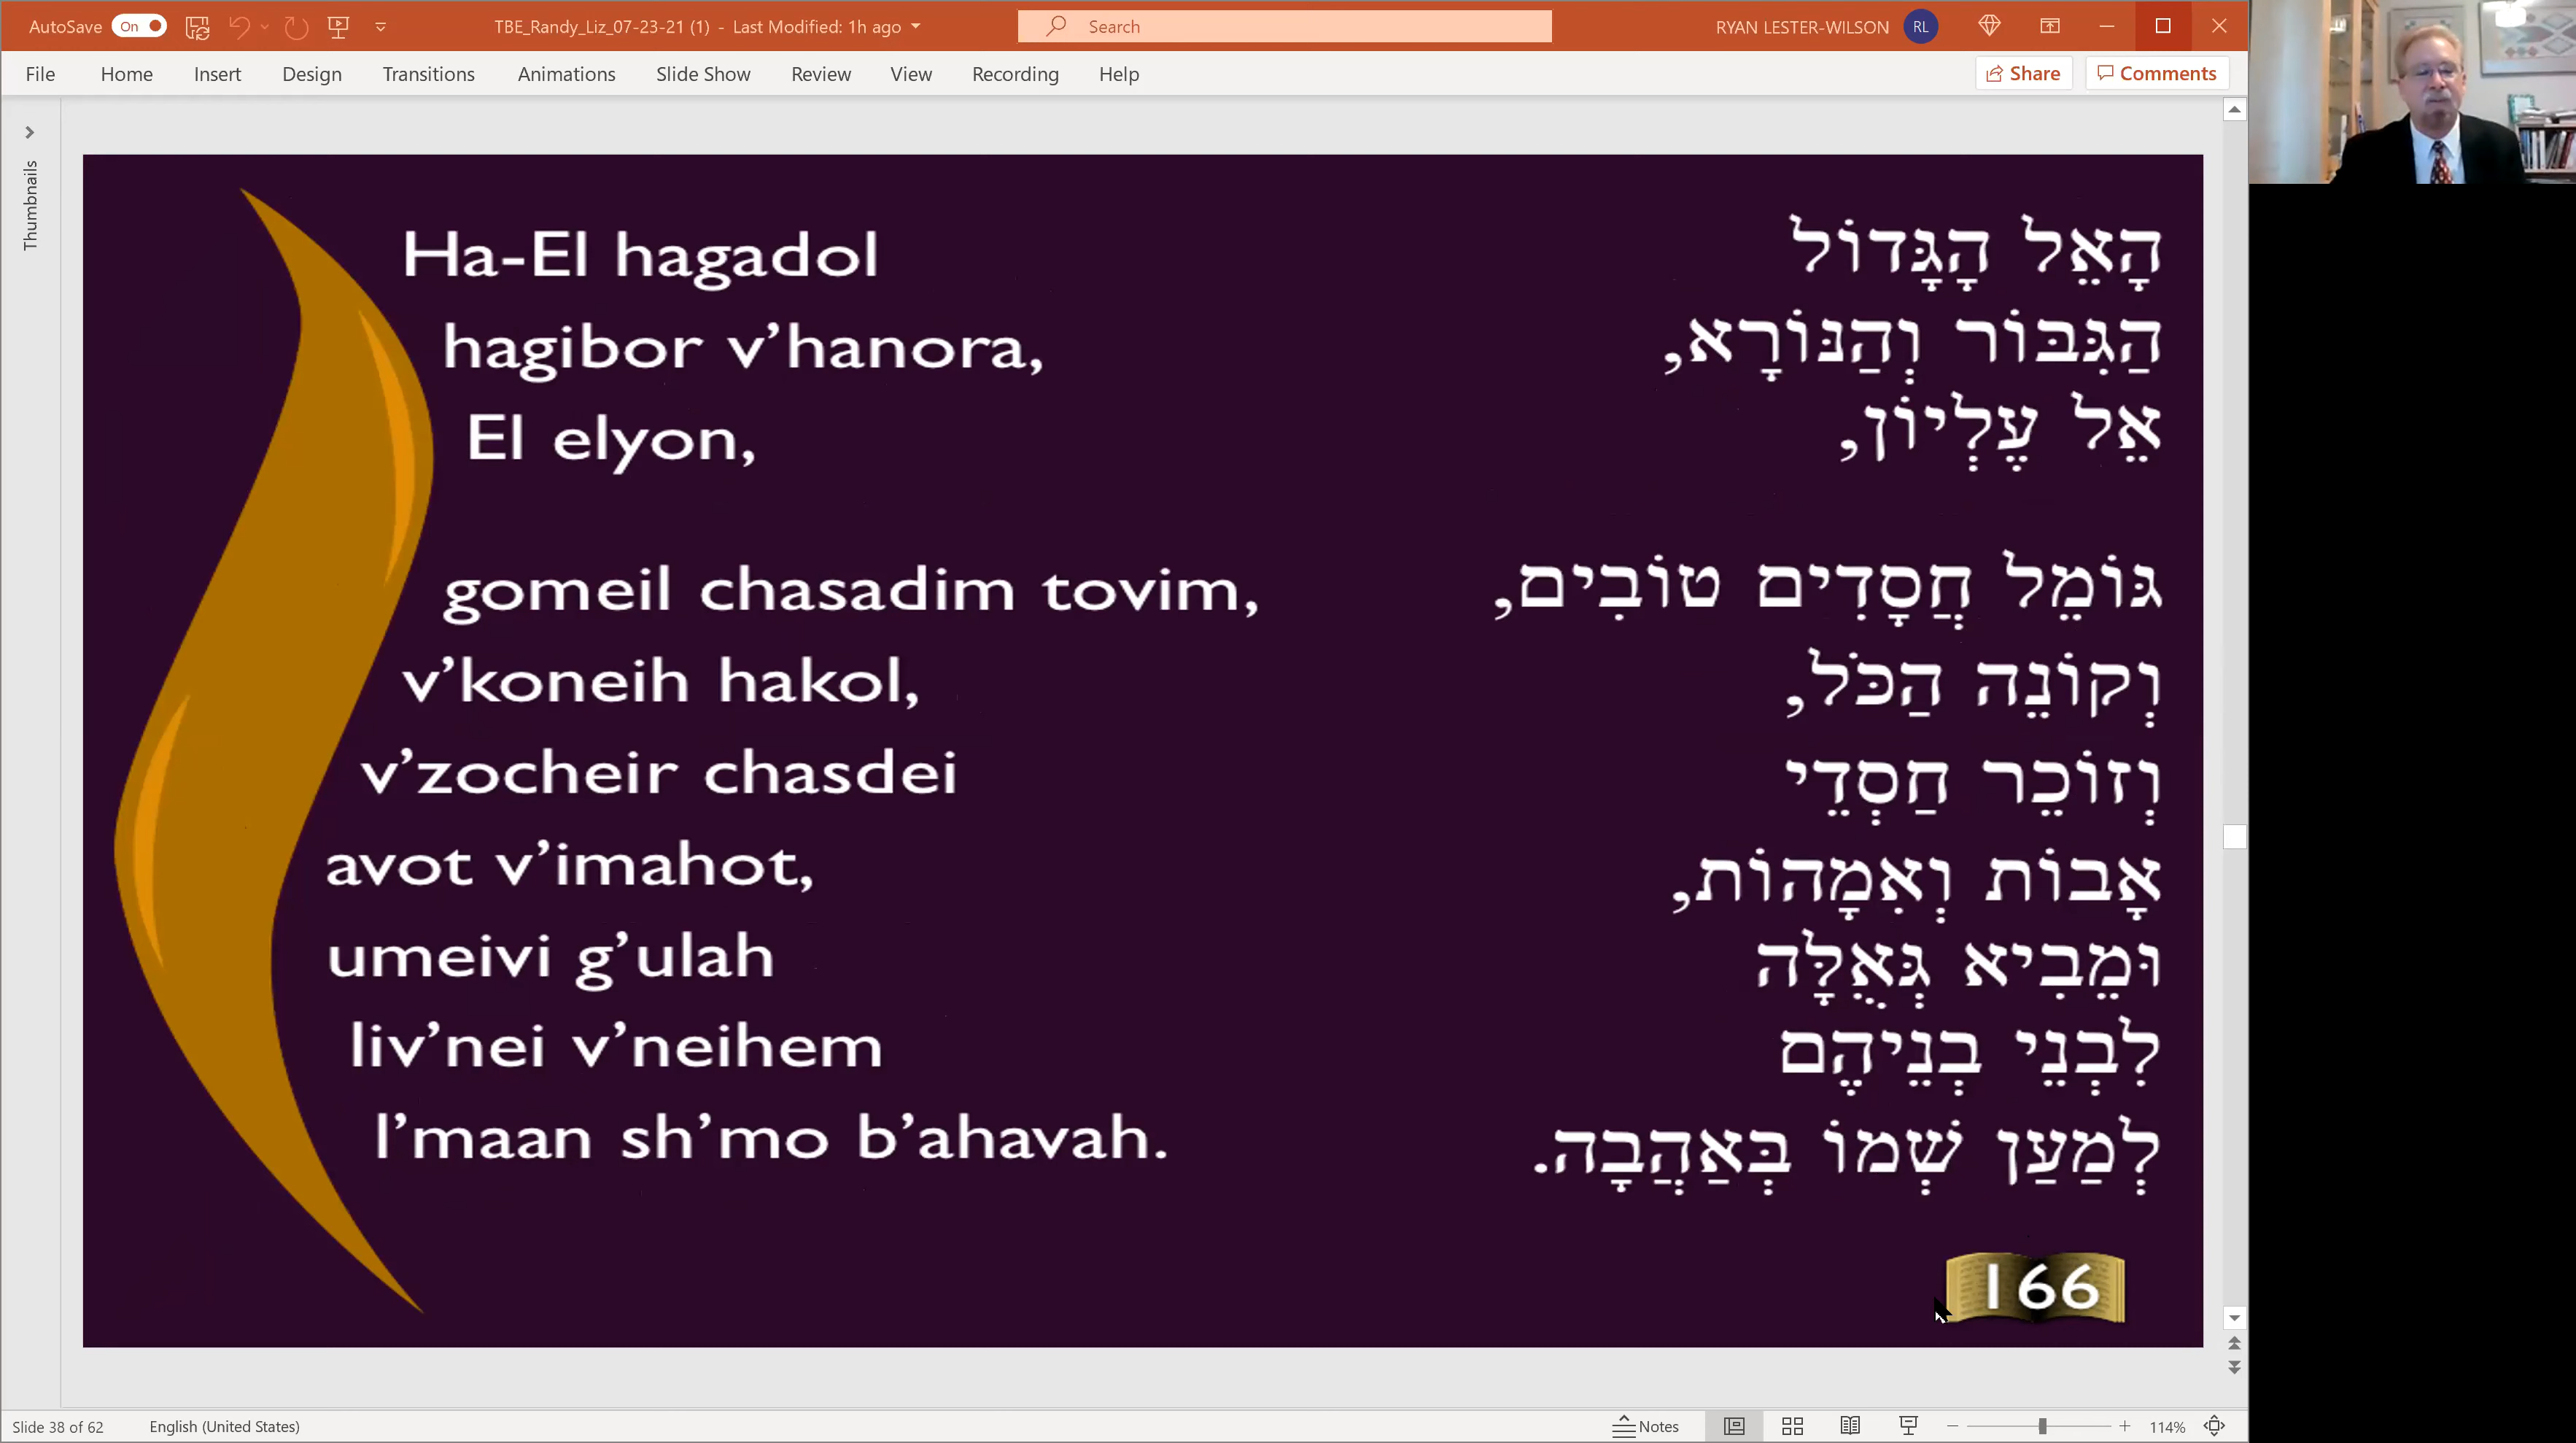 AutoSave On
TBE_Randy_Liz_07-23-21 (1) - Last Modified: 1h ago
Search
RYAN LESTER-WILSON RL
File Home Insert Design Transitions Animations Slide Show Review View Recording Help
Share Comments
Thumbnails
Ha-El hagadol
hagibor v’hanora,
El elyon,
gomeil chasadim tovim,
v’koneih hakol,
v’zocheir chasdei
avot v’imahot,
umeivi g’ulah
liv’nei v’neihem
l’maan sh’mo b’ahavah.
הָאֵל הָגָּדוֹל
הַגִּבּוֹר וְהַנּוֹרָא,
אֵל עֶלְיוֹן,
גּוֹמֵל חֲסָדִים טוֹבִים,
וְקוֹנֵה הַכֹּל,
וְזוֹכֵר חַסְדֵי
אָבוֹת וְאִמָהוֹת,
וּמֵבִיא גְּאֻלָּה
לִבְנֵי בְנֵיהֶם
לְמַעַן שְׁמוֹ בְּאַהֲבָה.
166
Slide 38 of 62 English (United States)
Notes
114%